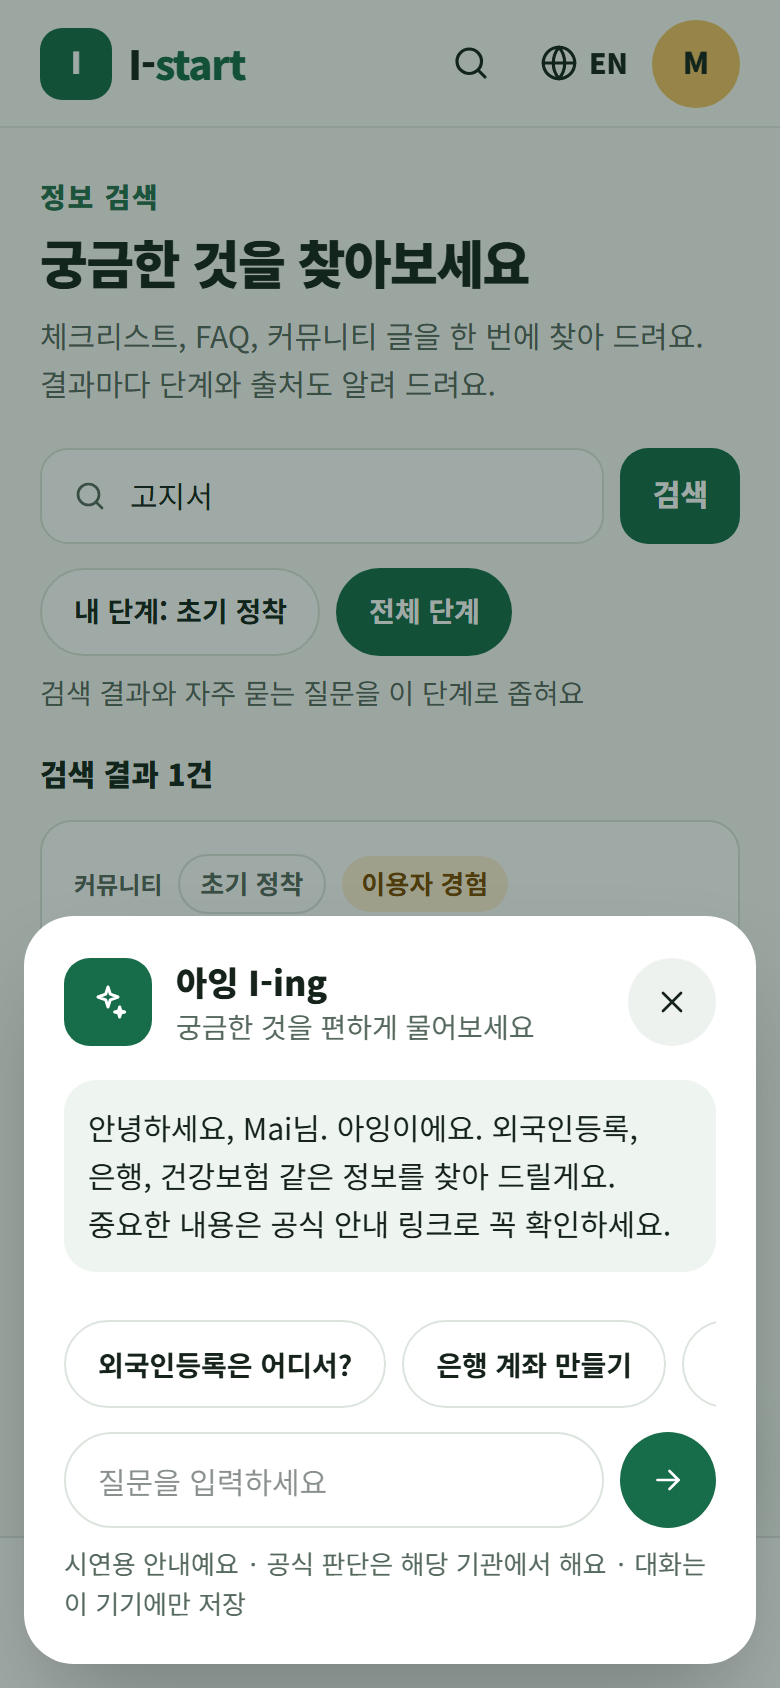 I I-start EN M
정보 검색
궁금한 것을 찾아보세요
체크리스트, FAQ, 커뮤니티 글을 한 번에 찾아 드려요.
결과마다 단계와 출처도 알려 드려요.
고지서 검색
내 단계: 초기 정착 전체 단계
검색 결과와 자주 묻는 질문을 이 단계로 좁혀요
검색 결과 1건
커뮤니티 초기 정착 이용자 경험
아잉 I-ing
궁금한 것을 편하게 물어보세요
안녕하세요, Mai님. 아잉이에요. 외국인등록,
은행, 건강보험 같은 정보를 찾아 드릴게요.
중요한 내용은 공식 안내 링크로 꼭 확인하세요.
외국인등록은 어디서? 은행 계좌 만들기
질문을 입력하세요
시연용 안내예요 · 공식 판단은 해당 기관에서 해요 · 대화는
이 기기에만 저장